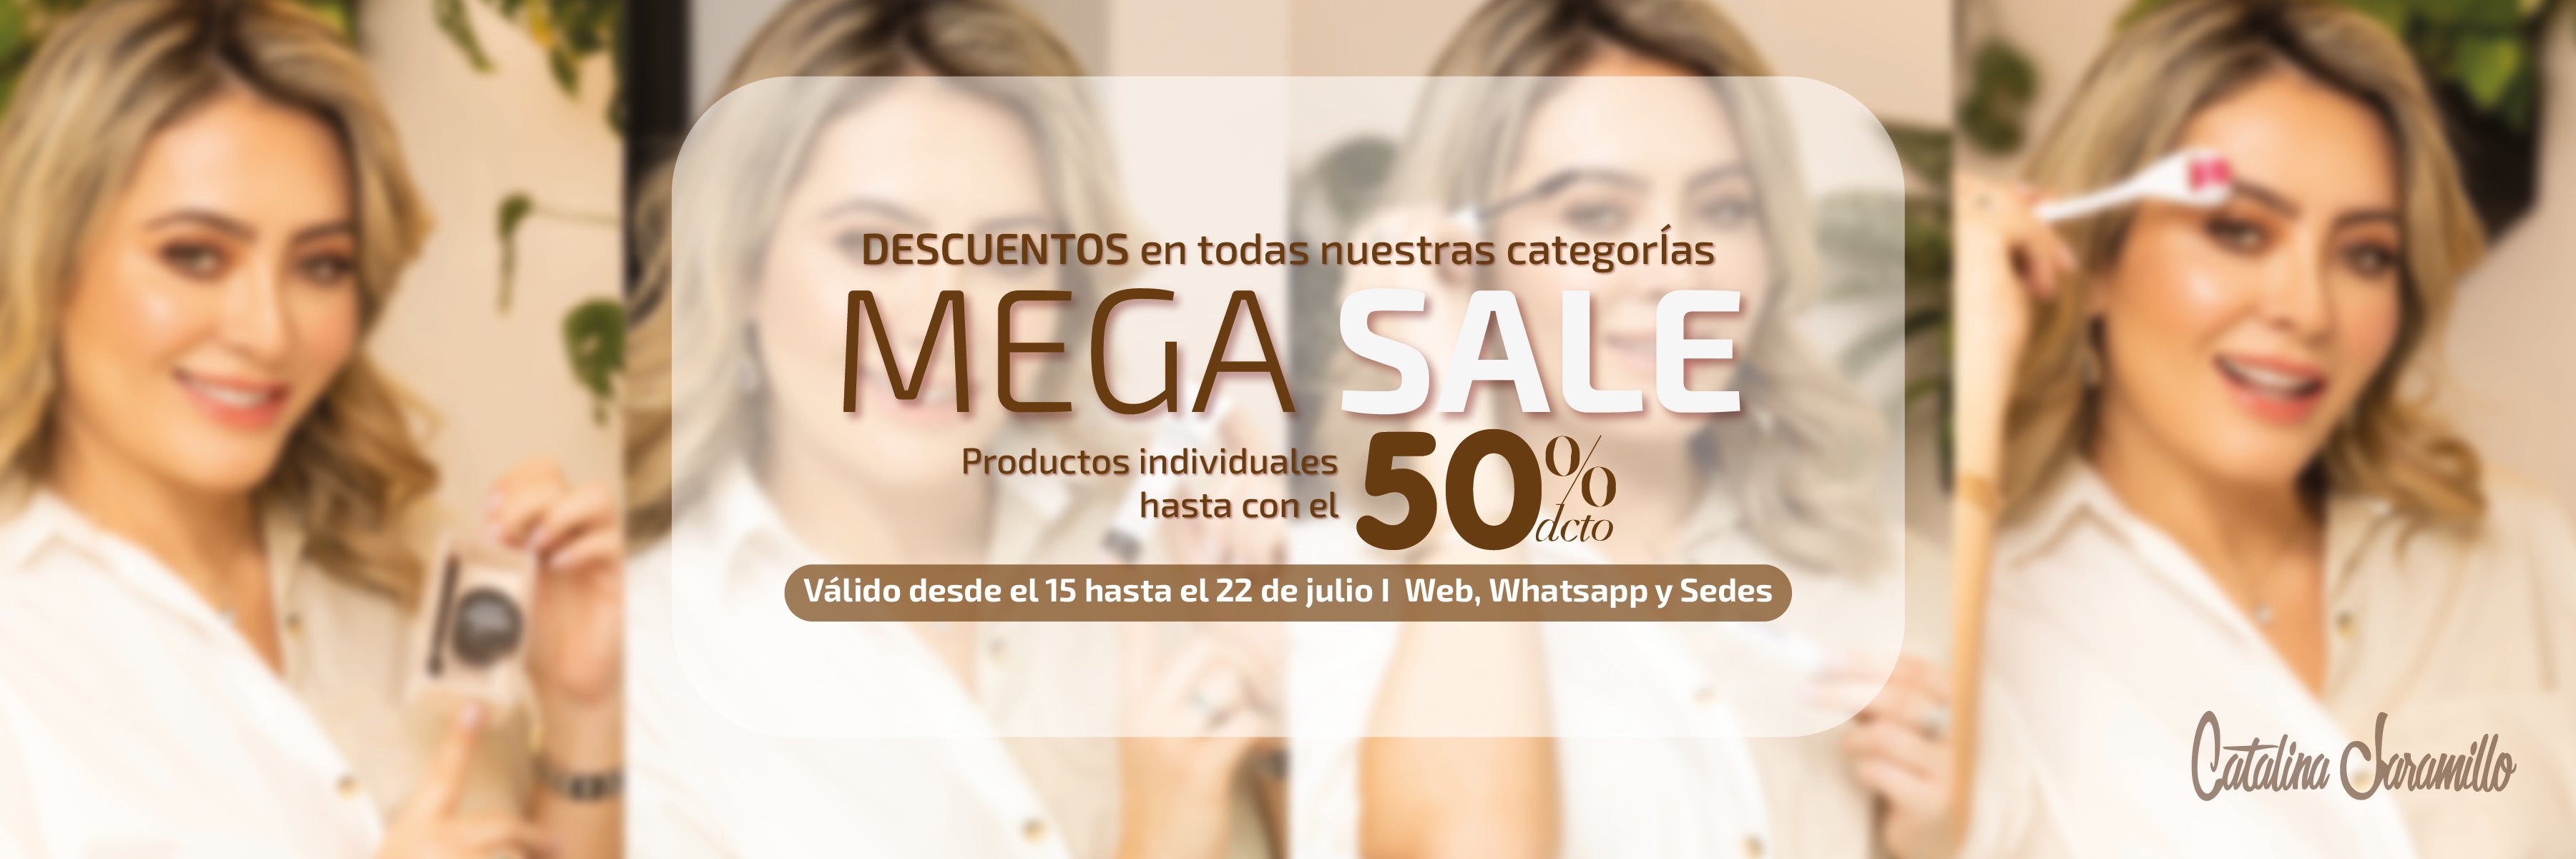 DESCUENTOS en todas nuestras categorÍas
MEGA SALE
Productos individuales
hasta con el
50% dcto
Válido desde el 15 hasta el 22 de julio I Web, Whatsapp y Sedes
Catalina Jaramillo